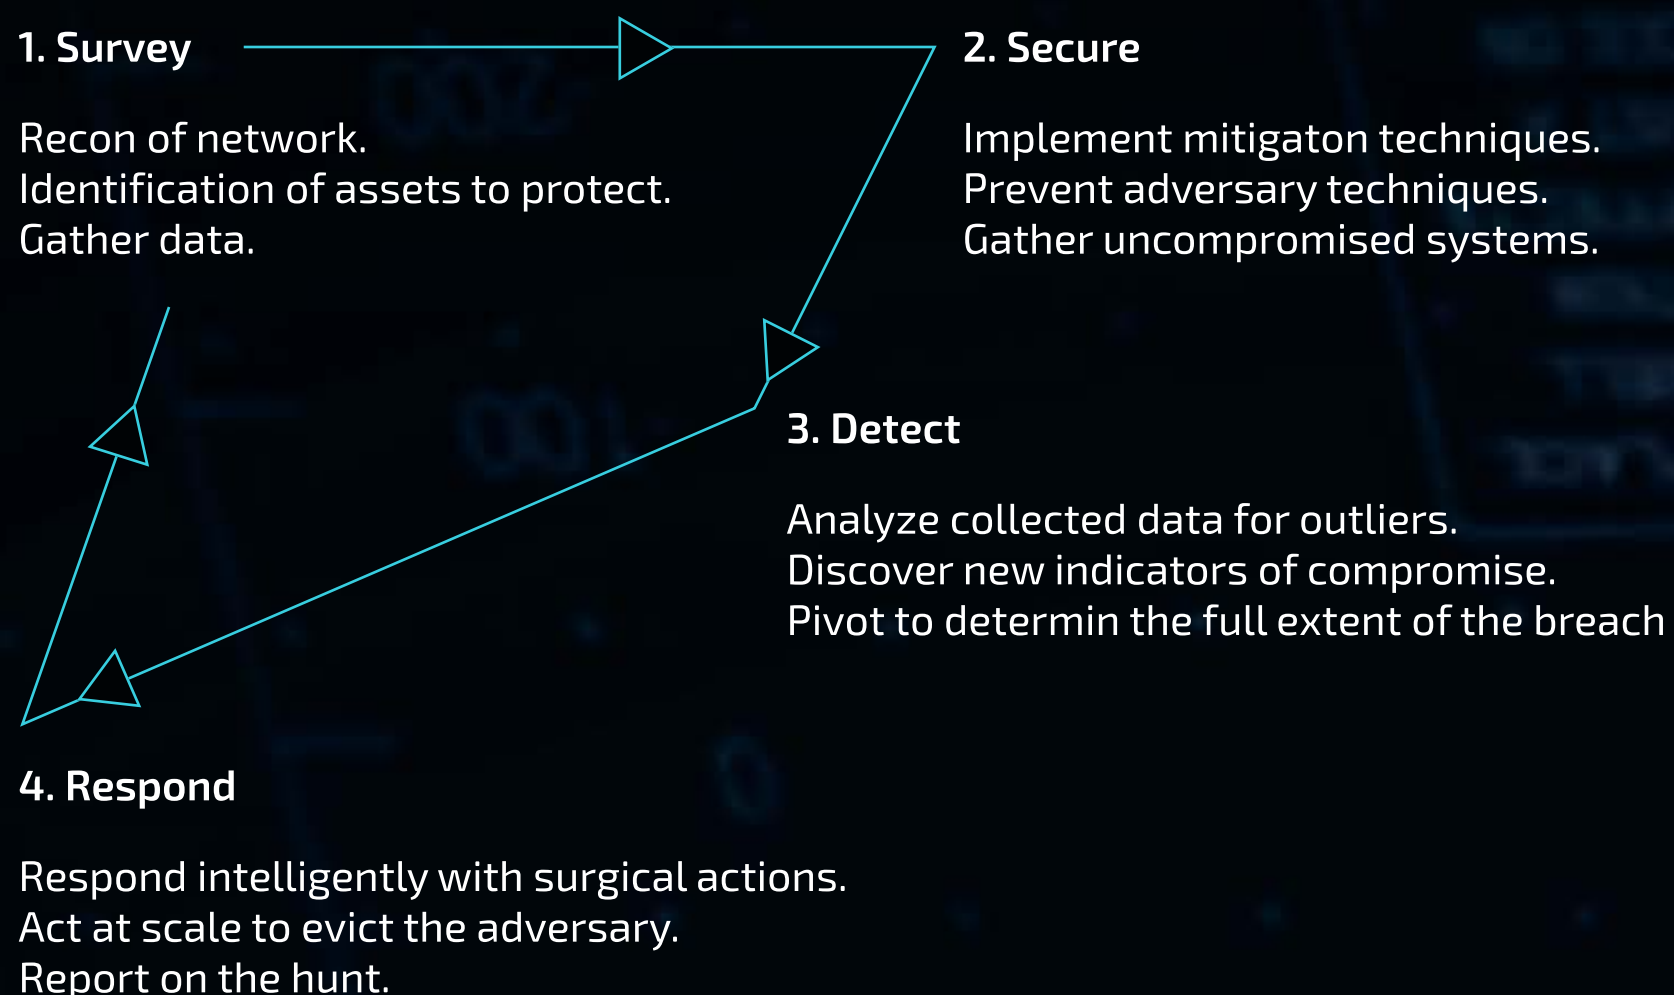 1. Survey
Recon of network.
Identification of assets to protect.
Gather data.
2. Secure
Implement mitigaton techniques.
Prevent adversary techniques.
Gather uncompromised systems.
3. Detect
Analyze collected data for outliers.
Discover new indicators of compromise.
Pivot to determin the full extent of the breach
4. Respond
Respond intelligently with surgical actions.
Act at scale to evict the adversary.
Report on the hunt.